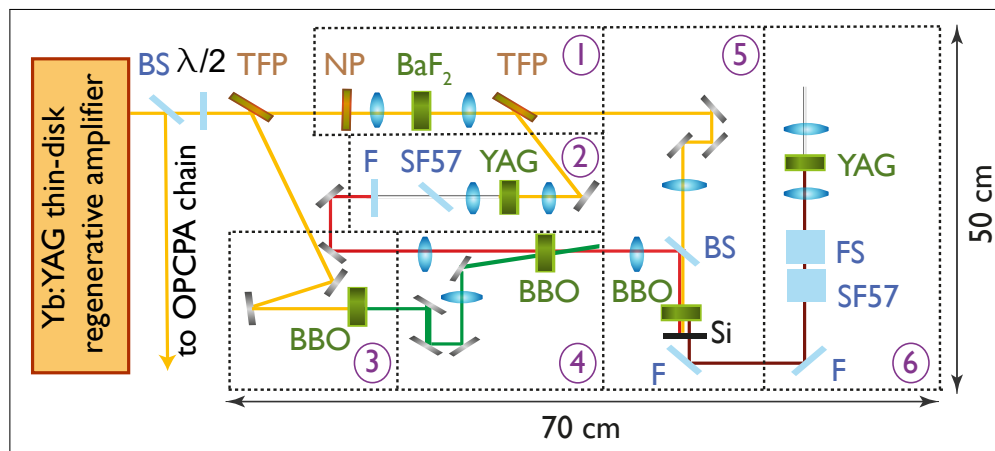 Yb:YAG thin-disk
regenerative amplifier
BS
λ/2
TFP
to OPCPA chain
NP
BaF₂
TFP
①
F
SF57
YAG
②
⑤
BS
BBO
③
BBO
④
BBO
Si
F
YAG
FS
SF57
F
⑥
50 cm
70 cm